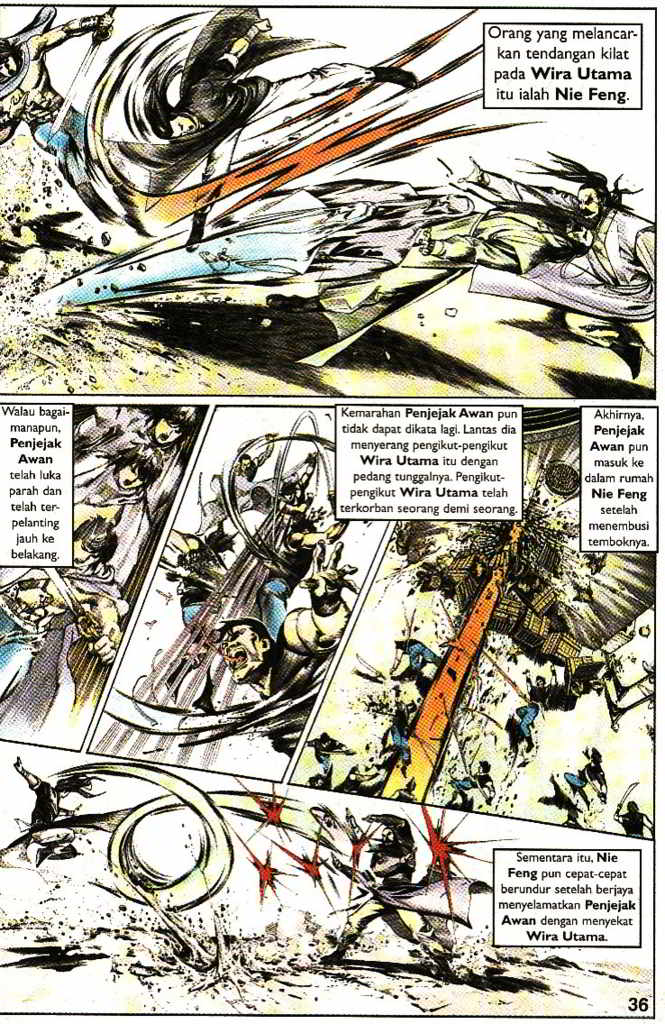 Orang yang melancar-
kan tendangan kilat
pada Wira Utama
itu ialah Nie Feng.
Walau bagai-
manapun,
Penjejak
Awan
telah luka
parah dan
telah ter-
pelanting
jauh ke
belakang.
Kemarahan Penjejak Awan pun
tidak dapat dikata lagi. Lantas dia
menyerang pengikut-pengikut
Wira Utama itu dengan
pedang tunggalnya. Pengikut-
pengikut Wira Utama telah
terkorban seorang demi seorang.
Akhirnya,
Penjejak
Awan pun
masuk ke
dalam rumah
Nie Feng
setelah
menembusi
temboknya.
Sementara itu, Nie
Feng pun cepat-cepat
berundur setelah berjaya
menyelamatkan Penjejak
Awan dengan menyekat
Wira Utama.
36